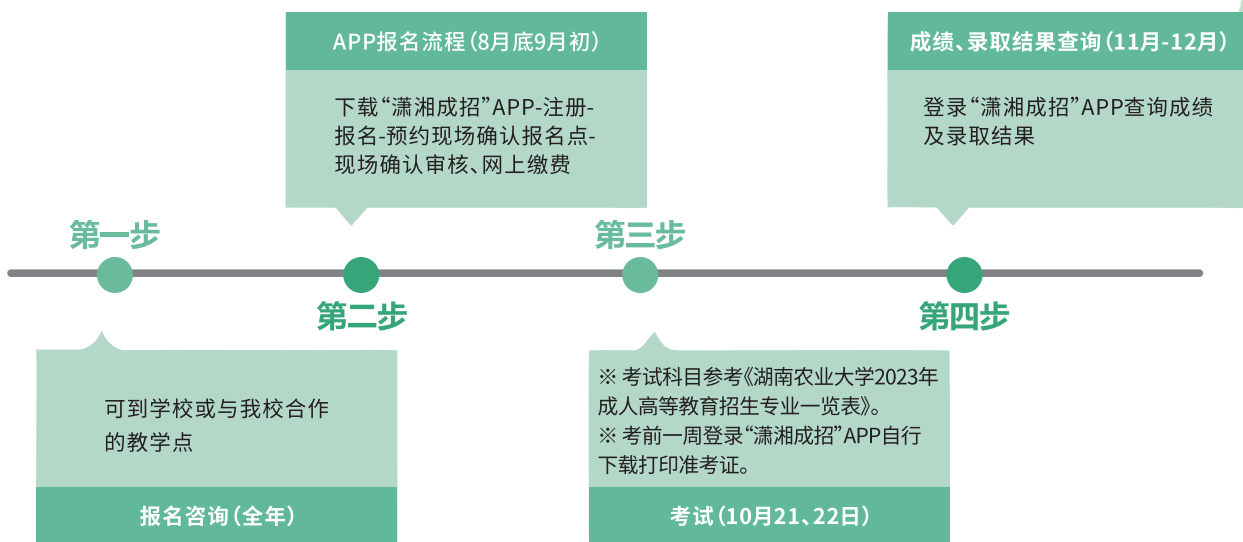 第一步
可到学校或与我校合作
的教学点
报名咨询（全年）
第二步
APP报名流程（8月底9月初）
下载“潇湘成招”APP-注册-
报名-预约现场确认报名点-
现场确认审核、网上缴费
第三步
※ 考试科目参考《湖南农业大学2023年
成人高等教育招生专业一览表》。
※ 考前一周登录“潇湘成招”APP自行
下载打印准考证。
考试（10月21、22日）
第四步
成绩、录取结果查询（11月-12月）
登录“潇湘成招”APP查询成绩
及录取结果